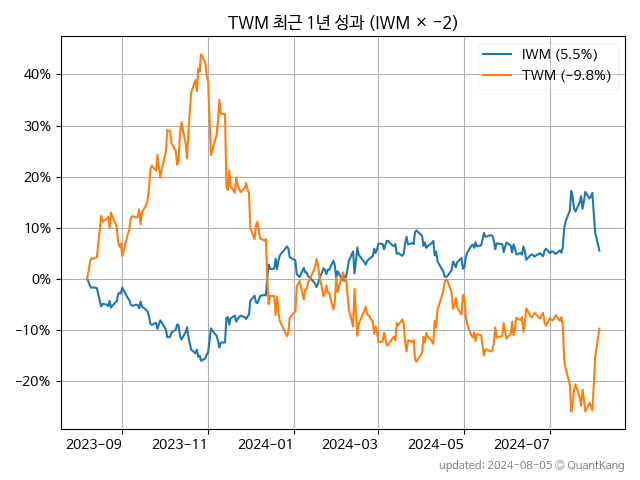 TWM 최근 1년 성과 (IWM × −2)
IWM (5.5%)
TWM (−9.8%)
40%
30%
20%
10%
0%
−10%
−20%
2023-09 2023-11 2024-01 2024-03 2024-05 2024-07
updated: 2024-08-05 © QuantKang